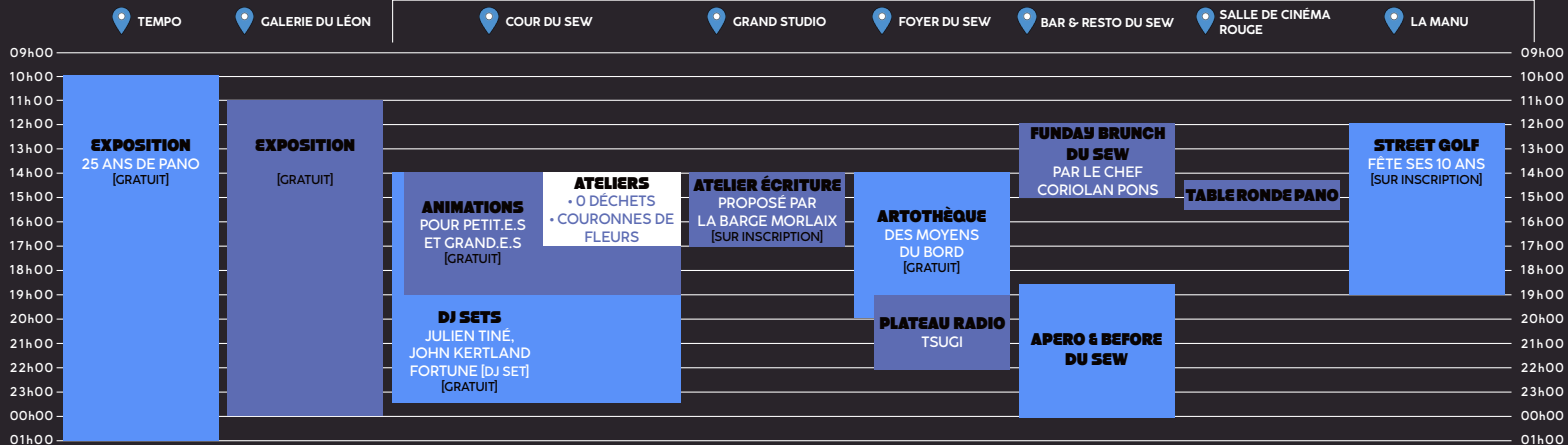 TEMPO
GALERIE DU LÉON
COUR DU SEW
GRAND STUDIO
FOYER DU SEW
BAR & RESTO DU SEW
SALLE DE CINÉMA
ROUGE
LA MANU
09h00
10h00
11h00
12h00
13h00
14h00
15h00
16h00
17h00
18h00
19h00
20h00
21h00
22h00
23h00
00h00
01h00
EXPOSITION
25 ANS DE PANO
[GRATUIT]
EXPOSITION
[GRATUIT]
ANIMATIONS
POUR PETIT.E.S
ET GRAND.E.S
[GRATUIT]
ATELIERS
• 0 DÉCHETS
• COURONNES DE
FLEURS
DJ SETS
JULIEN TINÉ,
JOHN KERTLAND
FORTUNE [DJ SET]
[GRATUIT]
ATELIER ÉCRITURE
PROPOSÉ PAR
LA BARGE MORLAIX
[SUR INSCRIPTION]
ARTOTHÈQUE
DES MOYENS
DU BORD
[GRATUIT]
PLATEAU RADIO
TSUGI
FUNDAY BRUNCH
DU SEW
PAR LE CHEF
CORIOLAN PONS
APERO & BEFORE
DU SEW
TABLE RONDE PANO
STREET GOLF
FÊTE SES 10 ANS
[SUR INSCRIPTION]
09h00
10h00
11h00
12h00
13h00
14h00
15h00
16h00
17h00
18h00
19h00
20h00
21h00
22h00
23h00
00h00
01h00